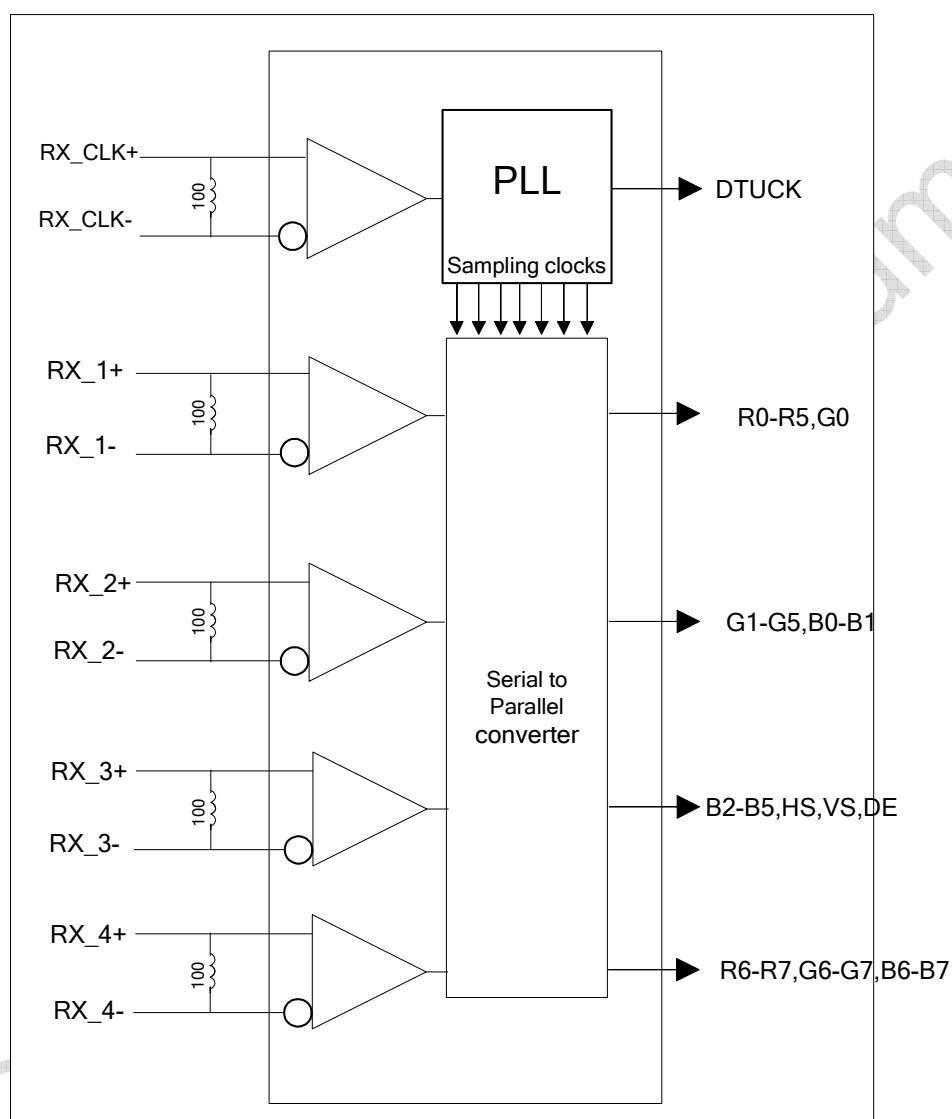 RX_CLK+
100
RX_CLK-
PLL
Sampling clocks
DTUCK
RX_1+
100
RX_1-
R0-R5,G0
RX_2+
100
RX_2-
G1-G5,B0-B1
Serial to
Parallel
converter
RX_3+
100
RX_3-
B2-B5,HS,VS,DE
RX_4+
100
RX_4-
R6-R7,G6-G7,B6-B7